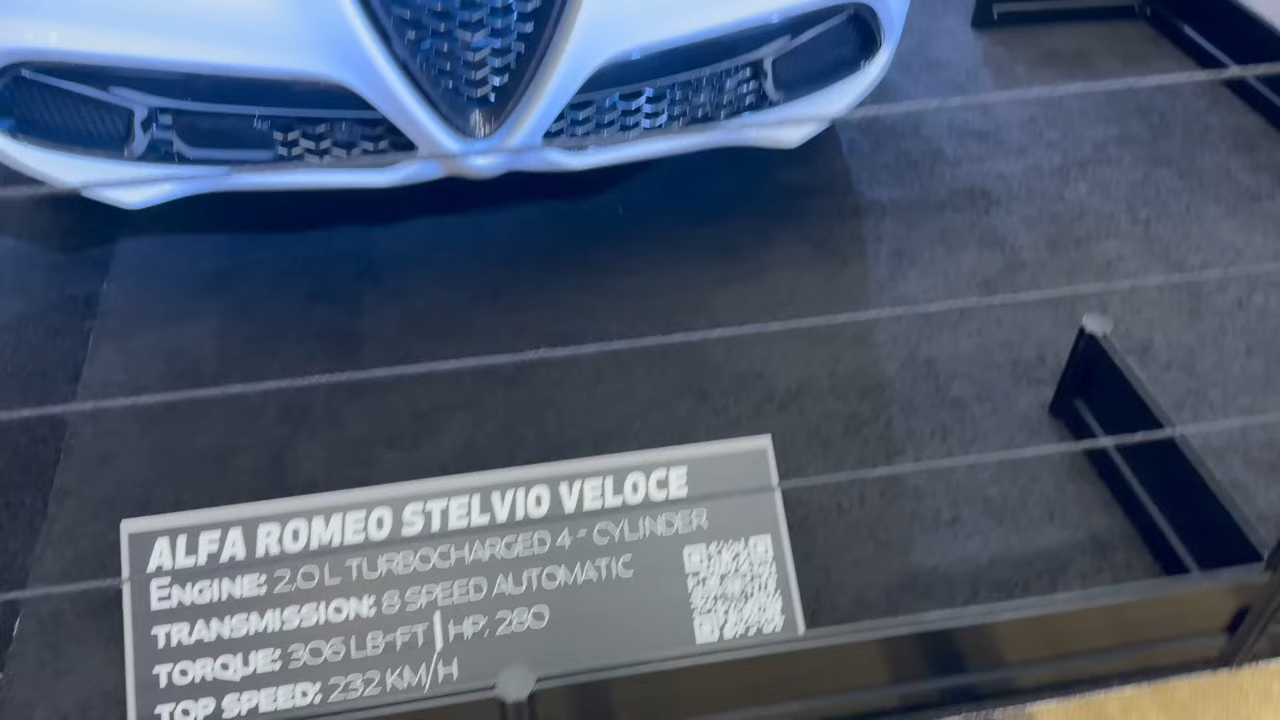 ALFA ROMEO STELVIO VELOCE
ENGINE: 2.0 L TURBOCHARGED 4 - CYLINDER
TRANSMISSION: 8 SPEED AUTOMATIC
TORQUE: 306 LB-FT | HP: 280
TOP SPEED: 232 KM/H